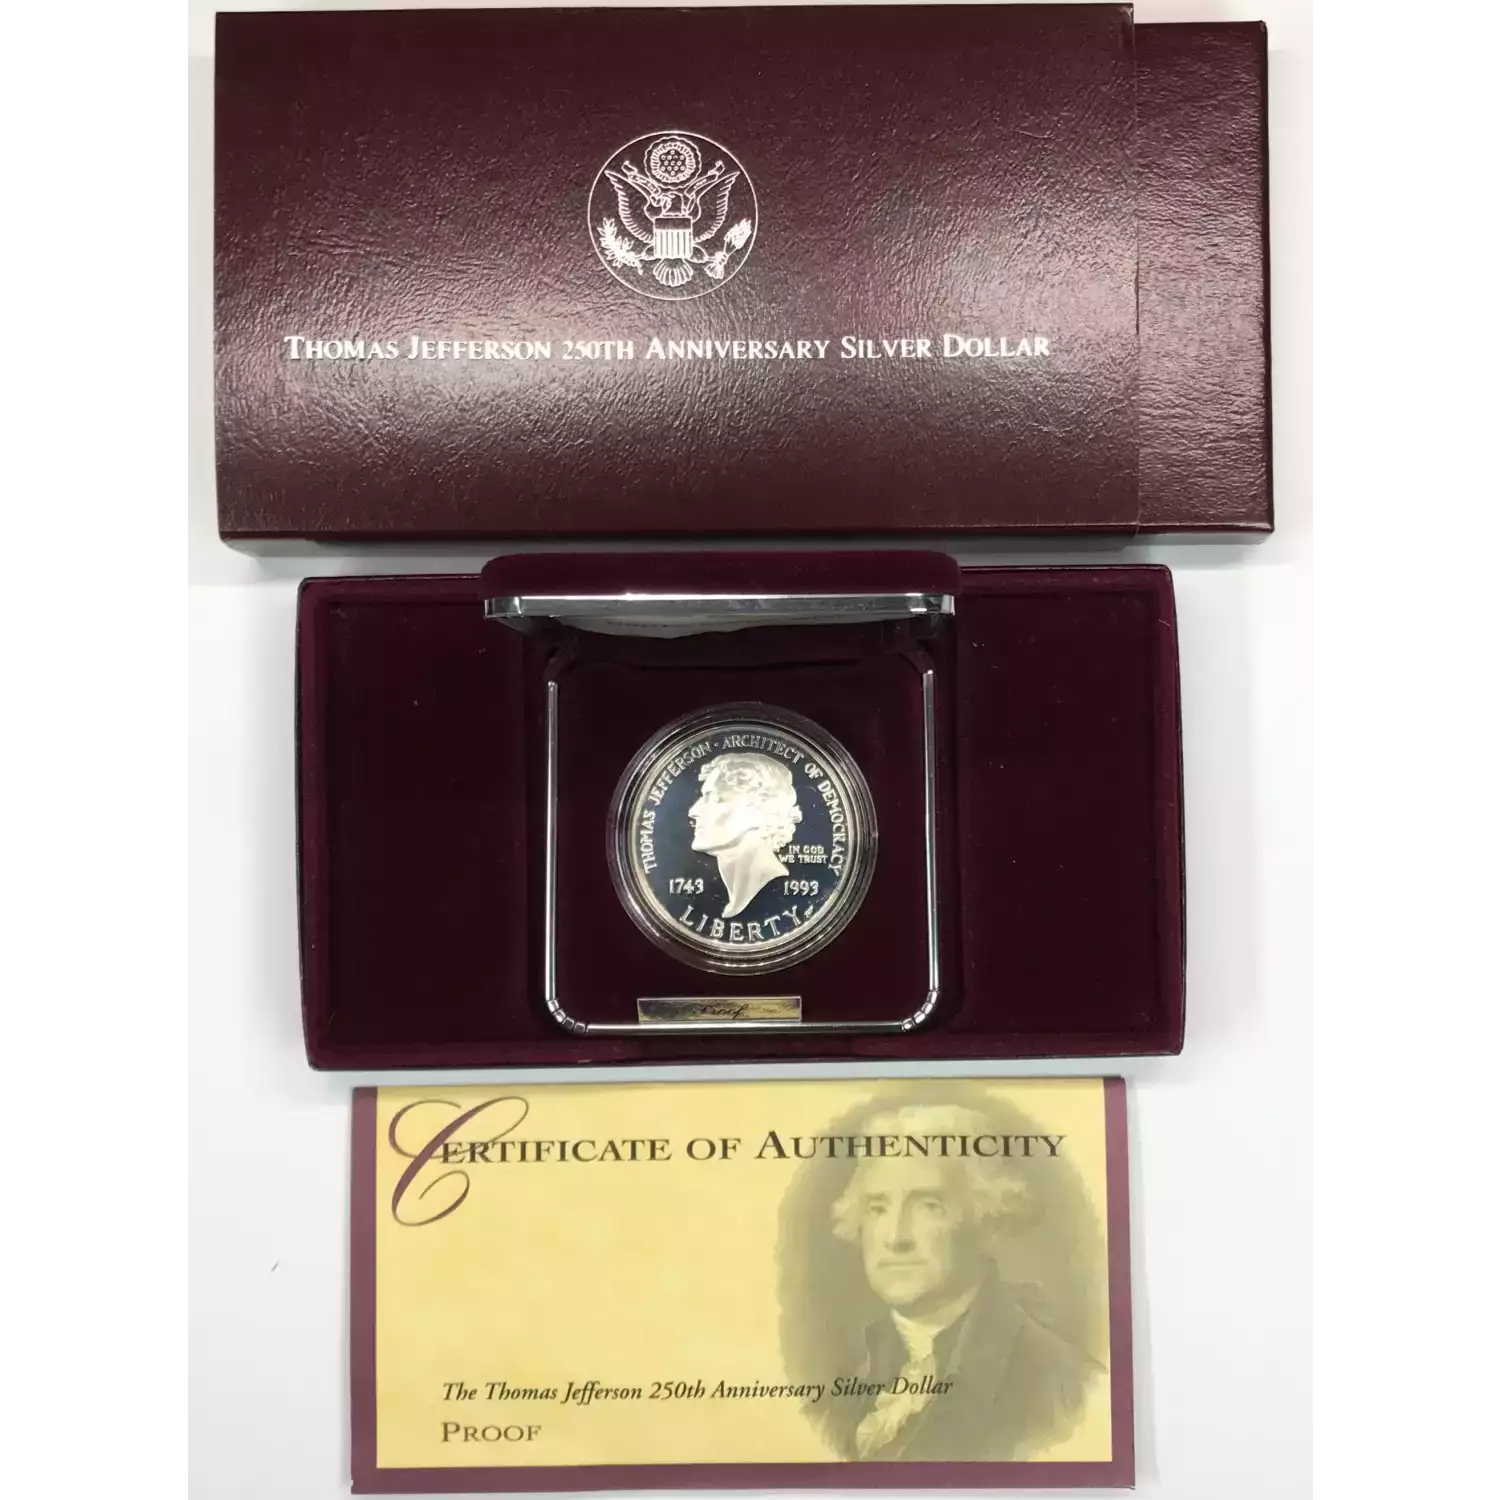 THOMAS JEFFERSON 250TH ANNIVERSARY SILVER DOLLAR
THOMAS JEFFERSON · ARCHITECT OF DEMOCRACY
IN GOD
WE TRUST
1743 1993
LIBERTY
Proof
CERTIFICATE OF AUTHENTICITY
The Thomas Jefferson 250th Anniversary Silver Dollar
PROOF